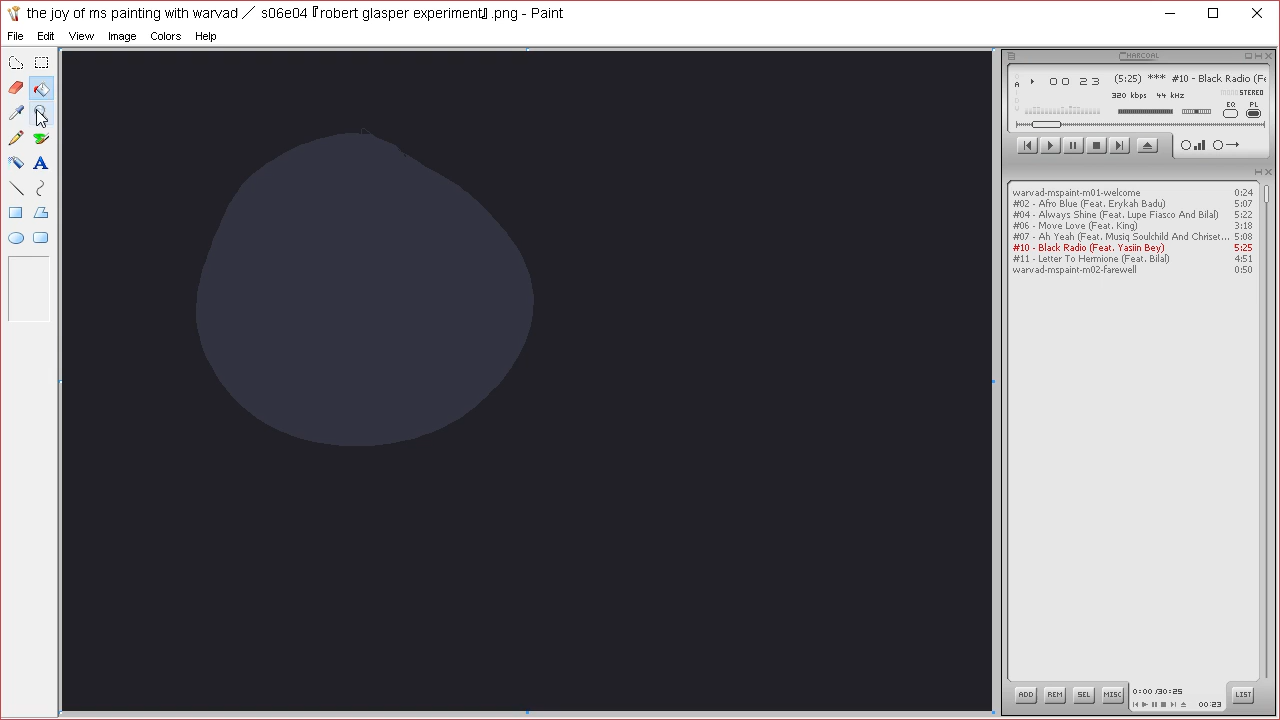 the joy of ms painting with warvad ／ s06e04『robert glasper experiment』.png - Paint
File Edit View Image Colors Help
CHARCOAL
00 23 (5:25) *** #10 - Black Radio (Fe
320 kbps 44 kHz
MONO STEREO
EQ PL
warvad-mspaint-m01-welcome 0:24
#02 - Afro Blue (Feat. Erykah Badu) 5:07
#04 - Always Shine (Feat. Lupe Fiasco And Bilal) 5:22
#06 - Move Love (Feat. King) 3:18
#07 - Ah Yeah (Feat. Musiq Soulchild And Chriset... 5:08
#10 - Black Radio (Feat. Yasiin Bey) 5:25
#11 - Letter To Hermione (Feat. Bilal) 4:51
warvad-mspaint-m02-farewell 0:50
ADD REM SEL MISC 0:00 /30:25 LIST
00:23